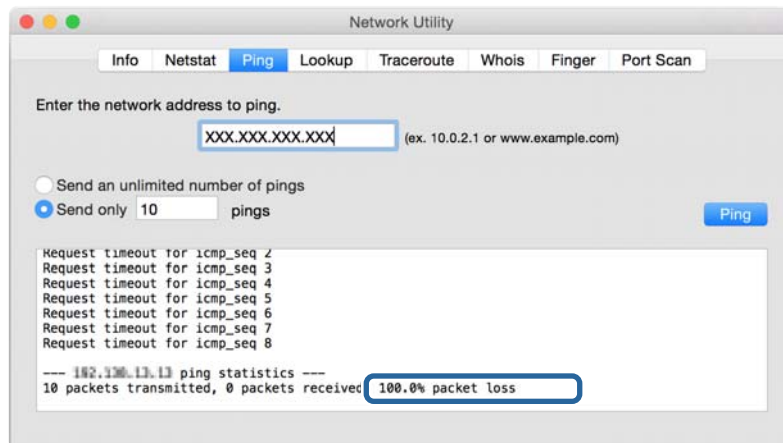 Network Utility
Info Netstat Ping Lookup Traceroute Whois Finger Port Scan
Enter the network address to ping.
XXX.XXX.XXX.XXX (ex. 10.0.2.1 or www.example.com)
Send an unlimited number of pings
Send only 10 pings
Ping
Request timeout for icmp_seq 2
Request timeout for icmp_seq 3
Request timeout for icmp_seq 4
Request timeout for icmp_seq 5
Request timeout for icmp_seq 6
Request timeout for icmp_seq 7
Request timeout for icmp_seq 8
--- ping statistics ---
10 packets transmitted, 0 packets received 100.0% packet loss